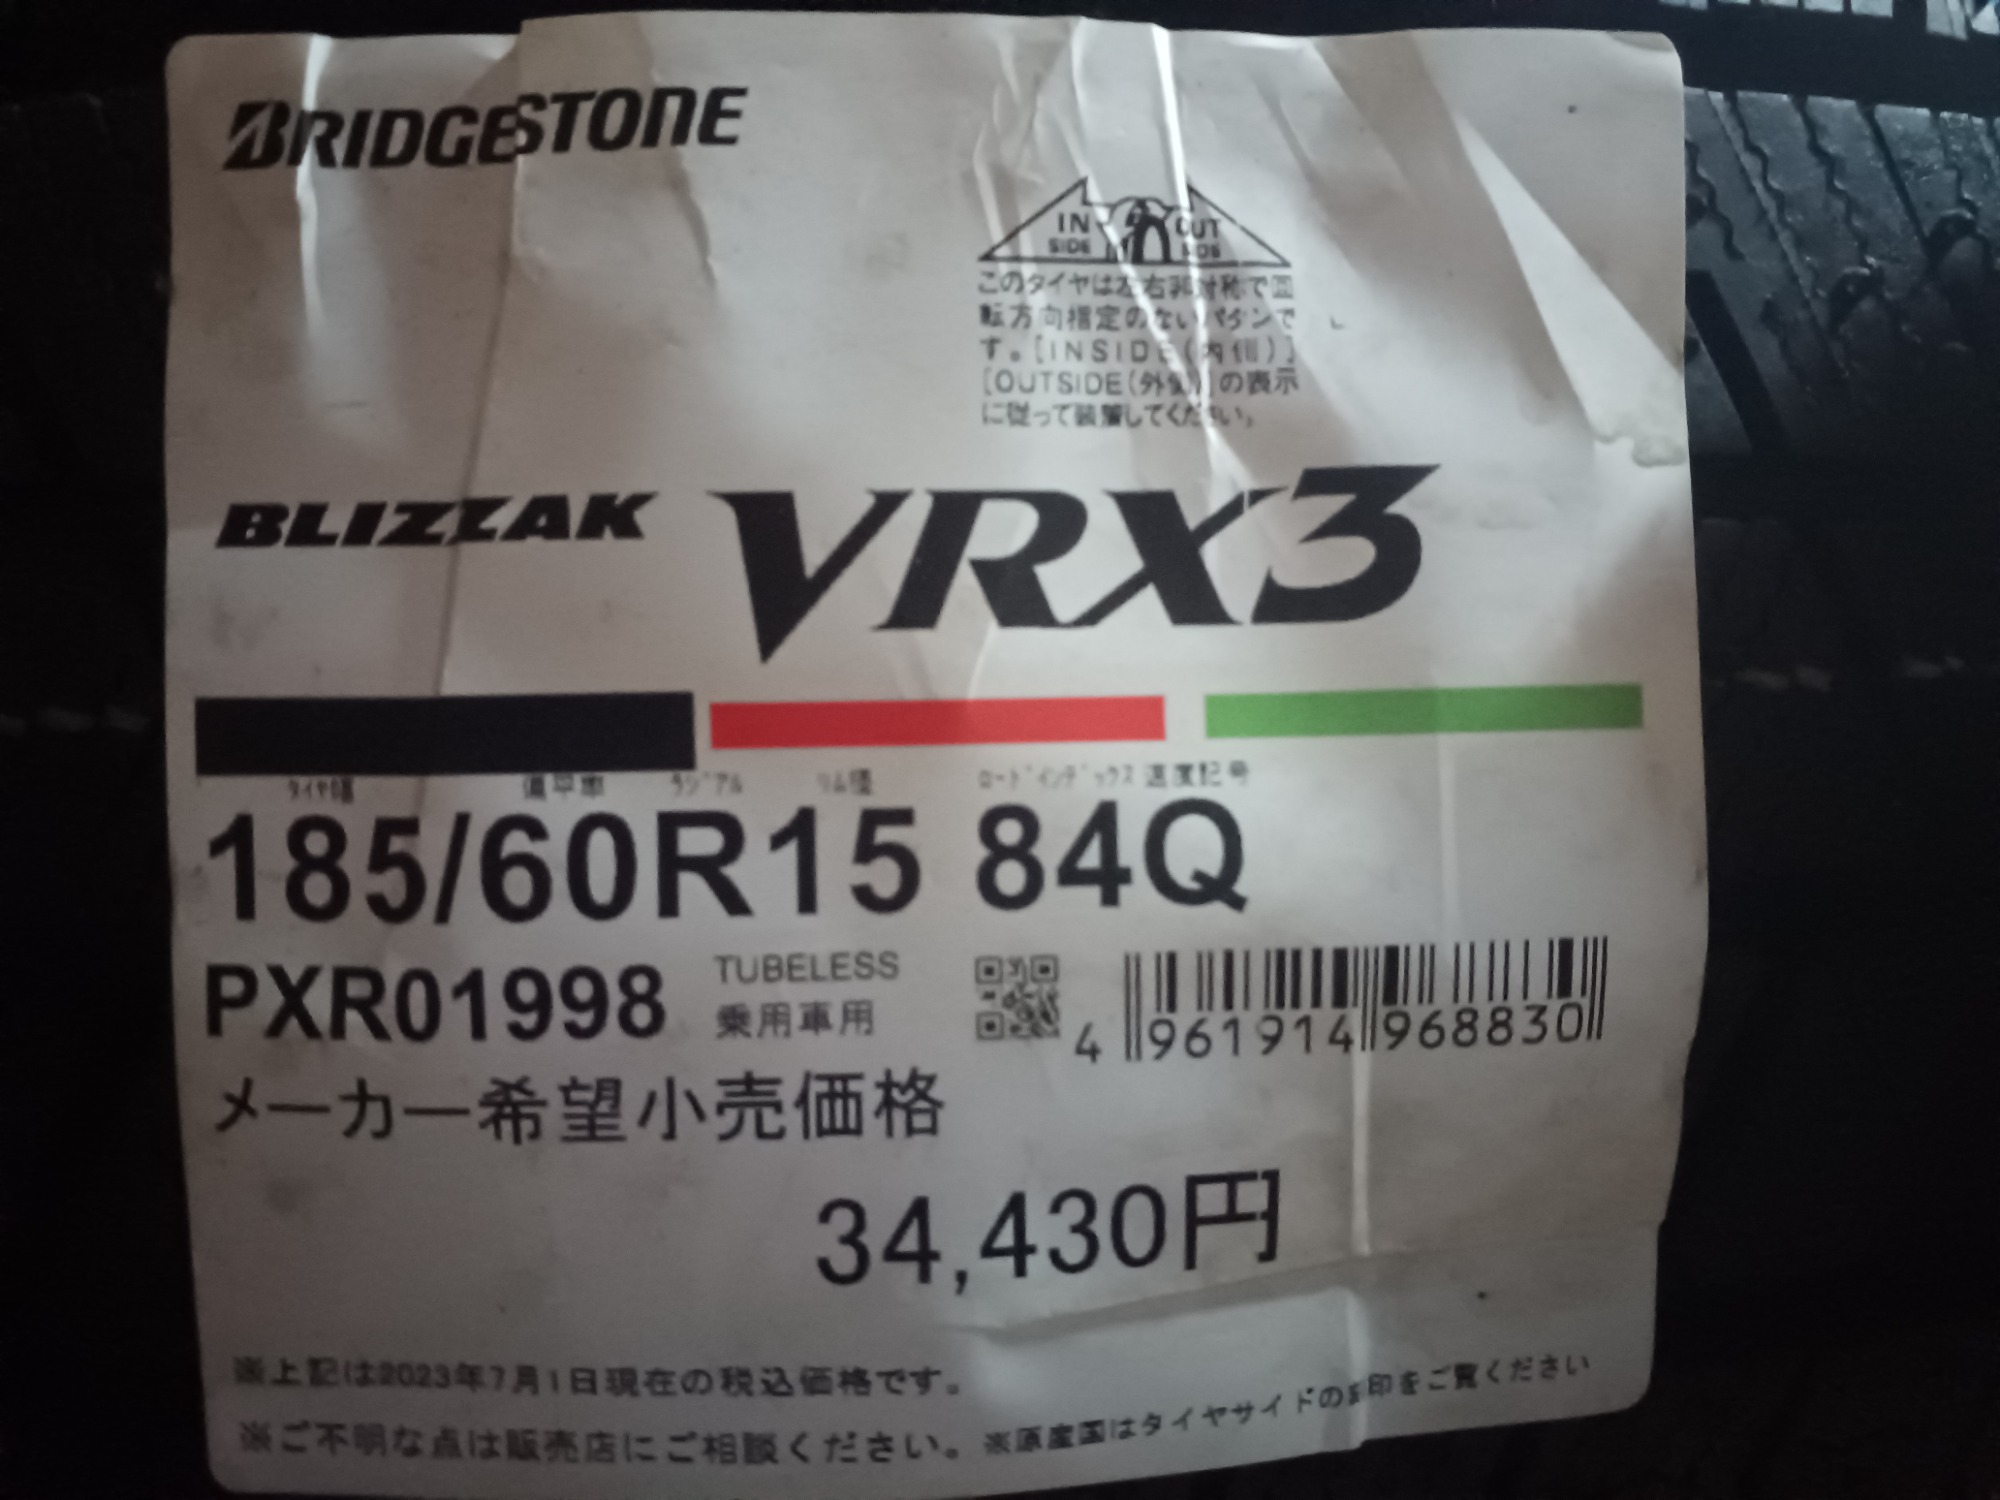 BRIDGESTONE
IN SIDE OUT SIDE
このタイヤは左右非対称で回
転方向指定のないパタンで
す。[INSIDE(内側)]
[OUTSIDE(外側)]の表示
に従って装着してください。
BLIZZAK VRX3
タイヤ幅 偏平率 ラジアル リム径 ロードインデックス 速度記号
185/60R15 84Q
PXR01998 TUBELESS
乗用車用
4 961914 968830
メーカー希望小売価格
34,430円
※上記は2023年7月1日現在の税込価格です。
※ご不明な点は販売店にご相談ください。※原産国はタイヤサイドの刻印をご覧ください